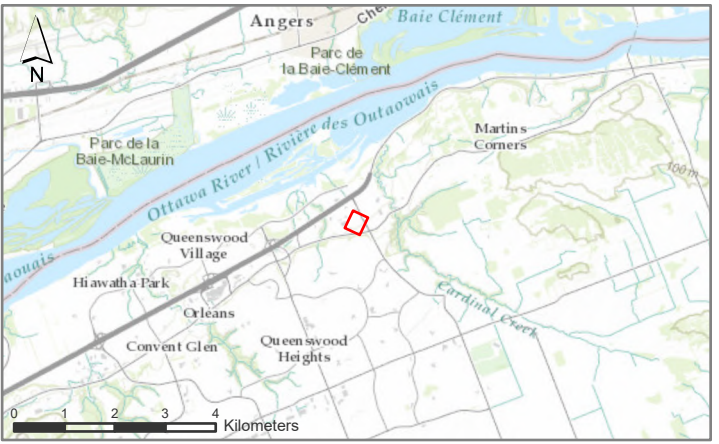 Angers
Che
Baie Clément
Parc de
la Baie-Clément
N
Parc de la
Baie-McLaurin
Martins
Corners
Ottawa River / Rivière des Outaouais
100 m
Queenswood
Village
aouais
Hiawatha Park
Orleans
Cardinal Creek
Convent Glen
Queenswood
Heights
0 1 2 3 4
Kilometers